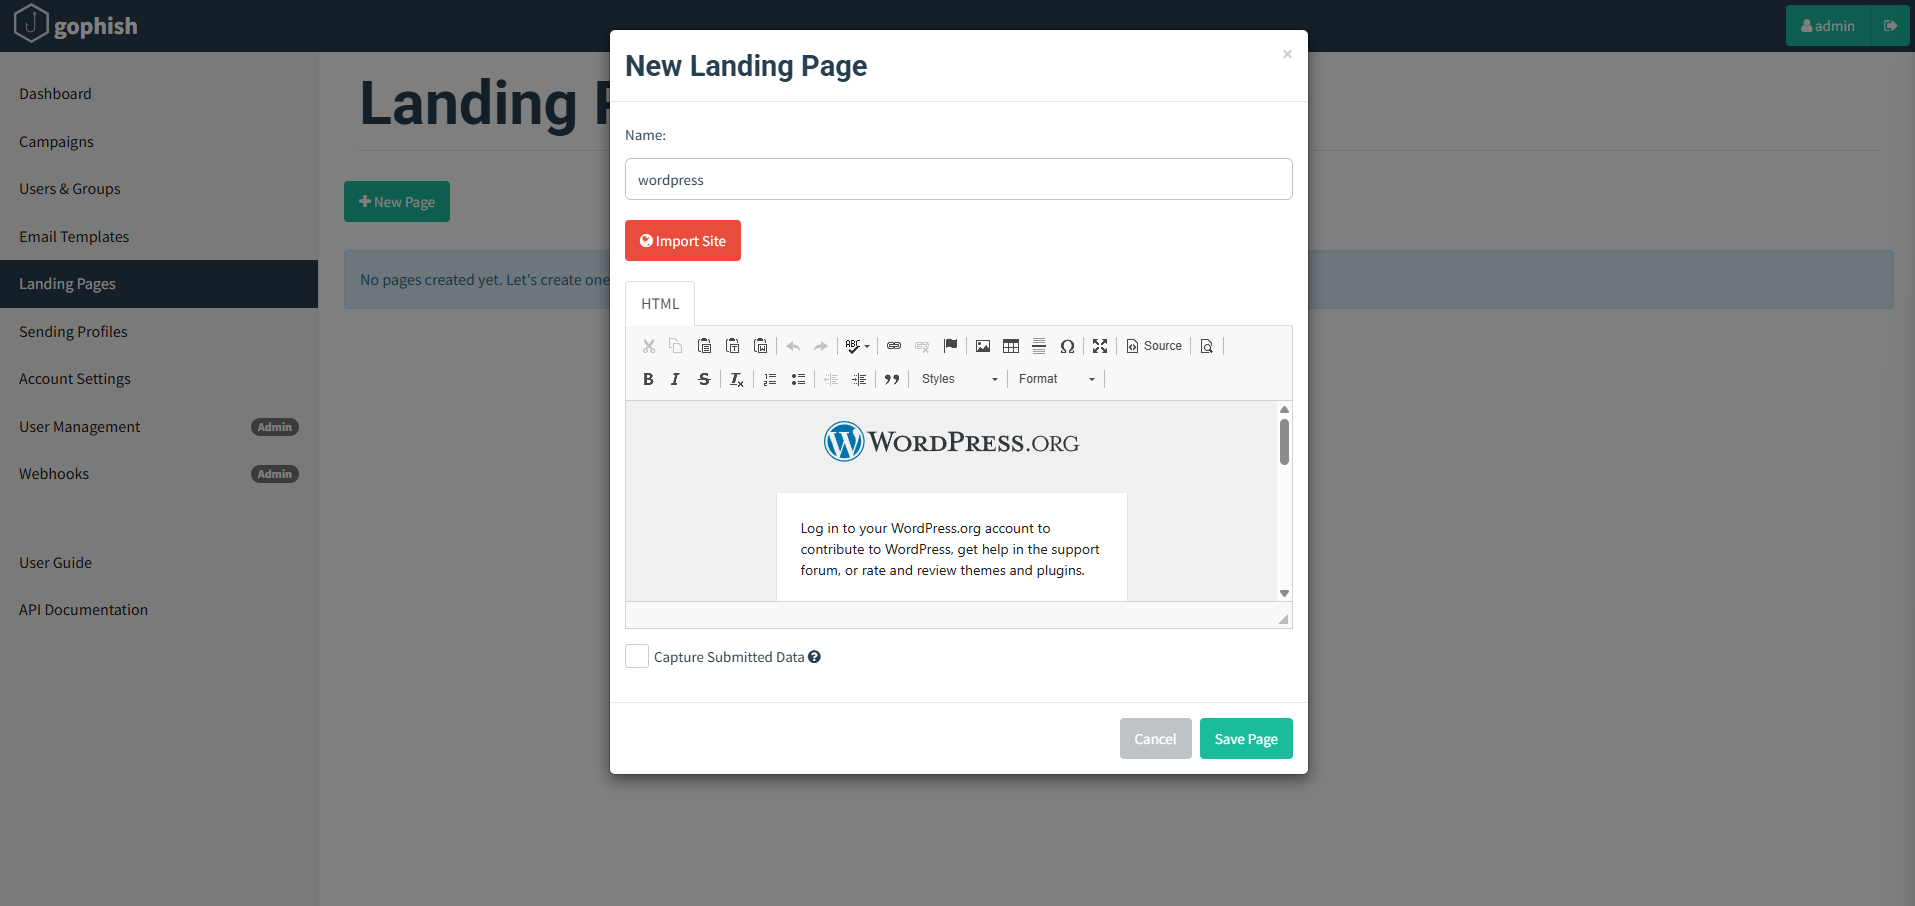 gophish
admin
Dashboard
Campaigns
Users & Groups
Email Templates
Landing Pages
Sending Profiles
Account Settings
User Management Admin
Webhooks Admin
User Guide
API Documentation
Landing P
New Page
No pages created yet. Let's create one
New Landing Page
×
Name:
wordpress
Import Site
HTML
ABC
Source
B I S Tx
Styles
Format
WORDPRESS.ORG
Log in to your WordPress.org account to
contribute to WordPress, get help in the support
forum, or rate and review themes and plugins.
Capture Submitted Data
Cancel
Save Page